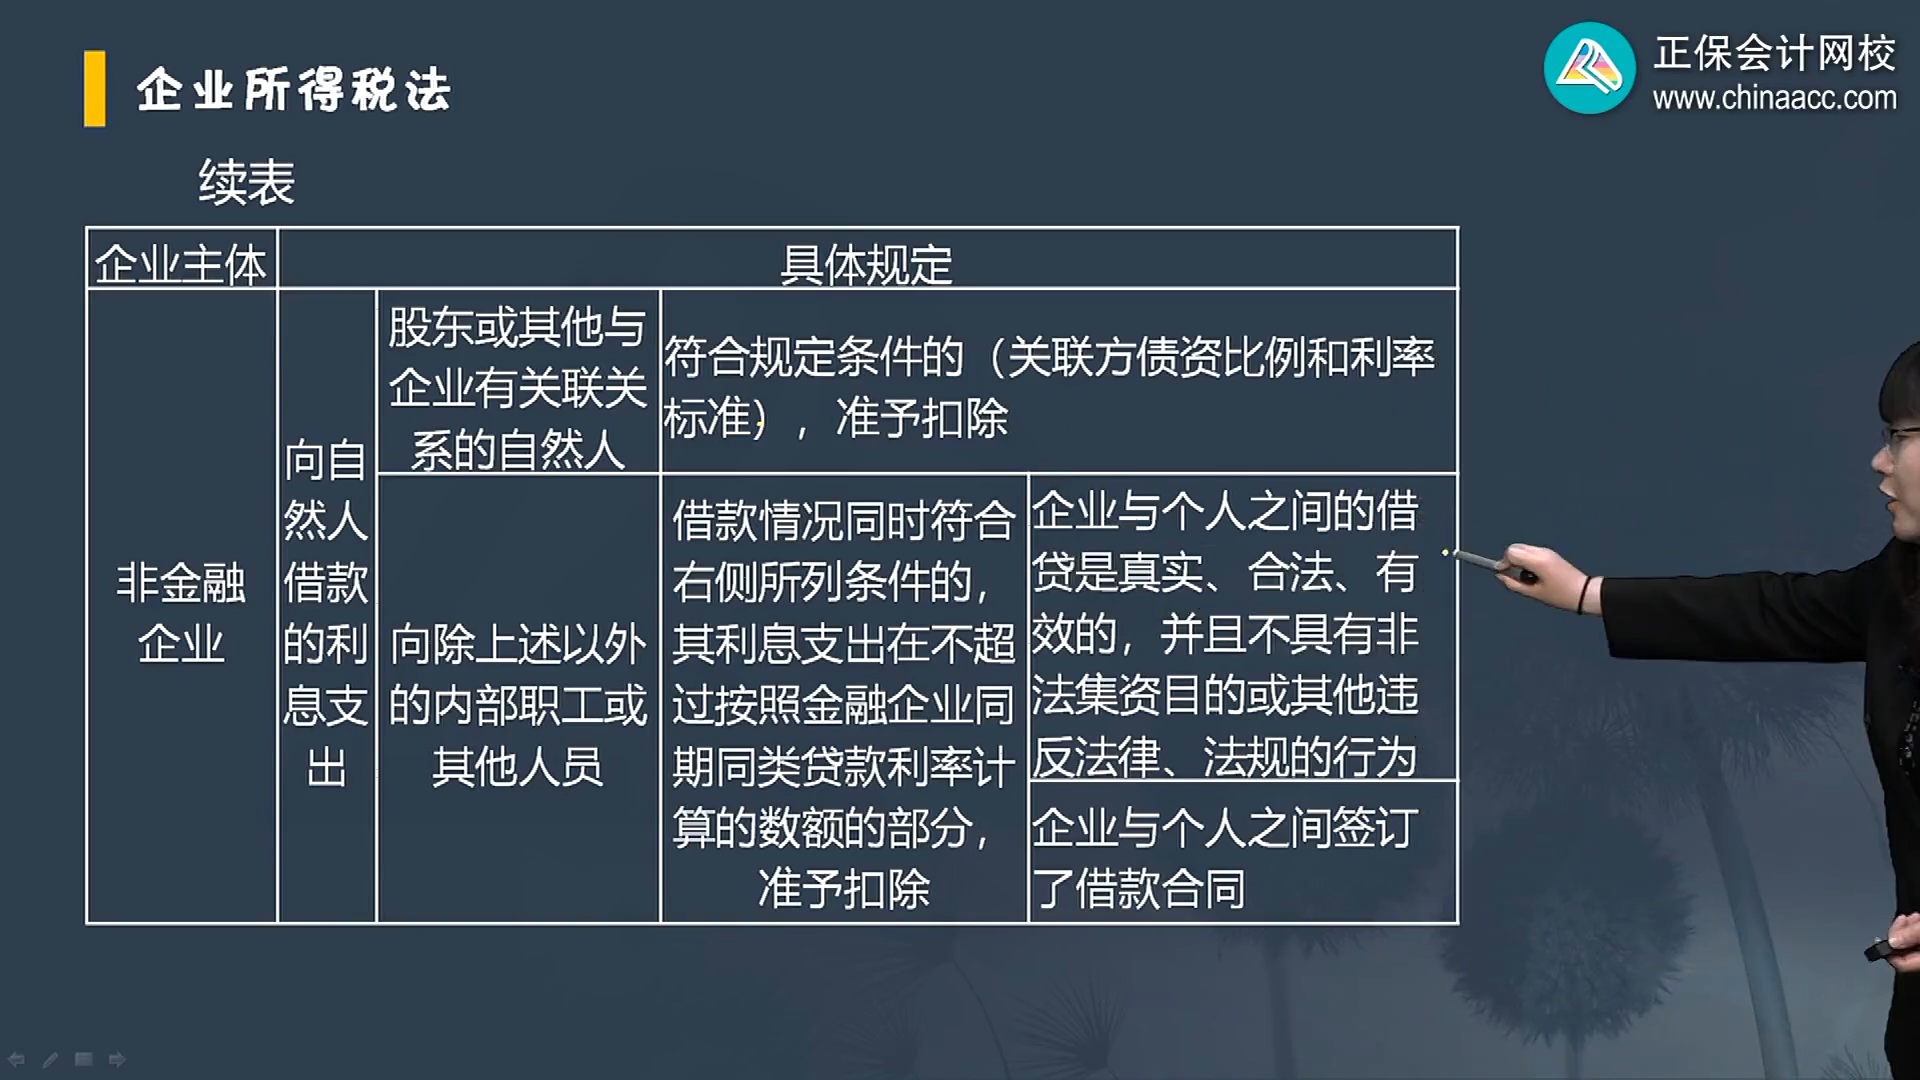 企业所得税法
正保会计网校
www.chinaacc.com
续表
企业主体
具体规定
非金融
企业
向自
然人
借款
的利
息支
出
股东或其他与
企业有关联关
系的自然人
符合规定条件的（关联方债资比例和利率
标准），准予扣除
向除上述以外
的内部职工或
其他人员
借款情况同时符合
右侧所列条件的，
其利息支出在不超
过按照金融企业同
期同类贷款利率计
算的数额的部分，
准予扣除
企业与个人之间的借
贷是真实、合法、有
效的，并且不具有非
法集资目的或其他违
反法律、法规的行为
企业与个人之间签订
了借款合同